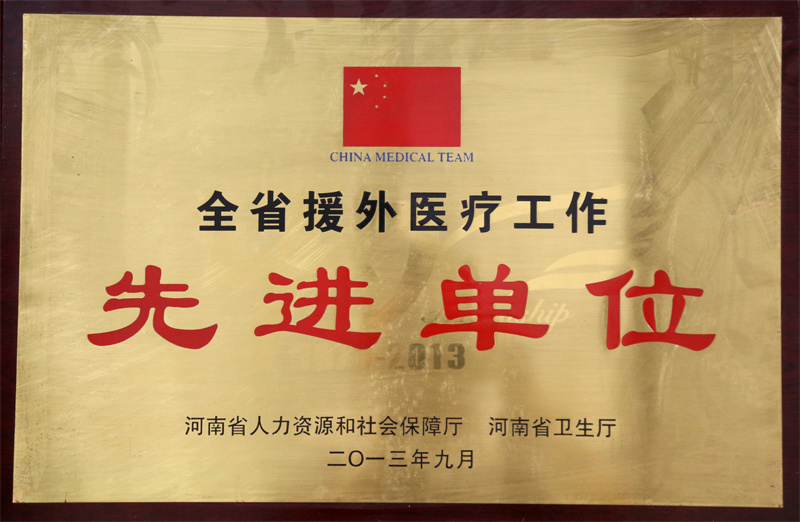 CHINA MEDICAL TEAM
全省援外医疗工作
先进单位
2013
河南省人力资源和社会保障厅 河南省卫生厅
二〇一三年九月